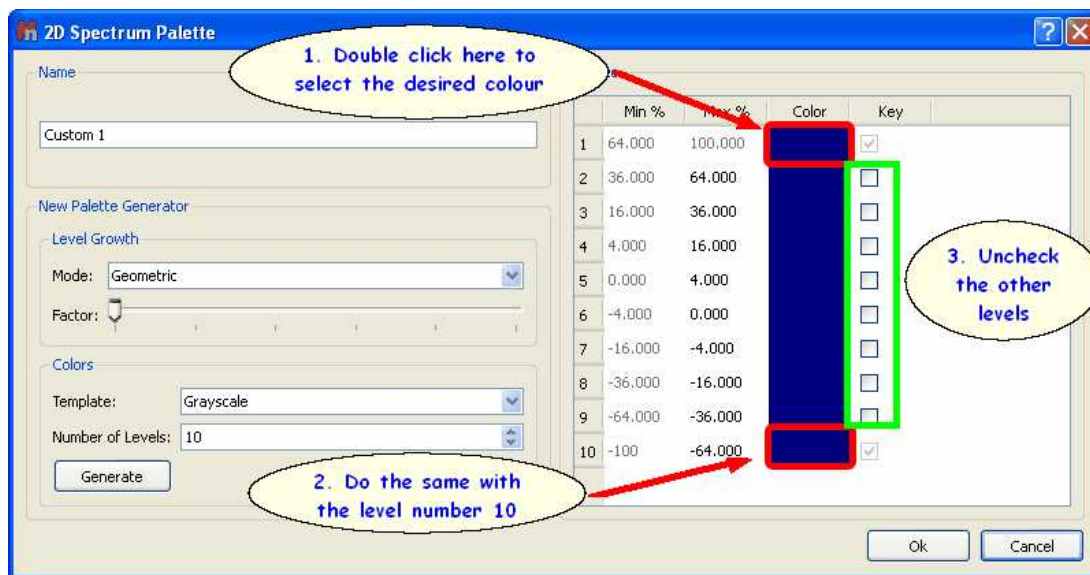 2D Spectrum Palette
1. Double click here to
select the desired colour
Name
Custom 1
New Palette Generator
Level Growth
Mode: Geometric
Factor:
Colors
Template: Grayscale
Number of Levels: 10
Generate
2. Do the same with
the level number 10
Min % Max % Color Key
1 64.000 100.000
2 36.000 64.000
3 16.000 36.000
4 4.000 16.000
5 0.000 4.000
6 -4.000 0.000
7 -16.000 -4.000
8 -36.000 -16.000
9 -64.000 -36.000
10 -100 -64.000
3. Uncheck
the other
levels
Ok Cancel